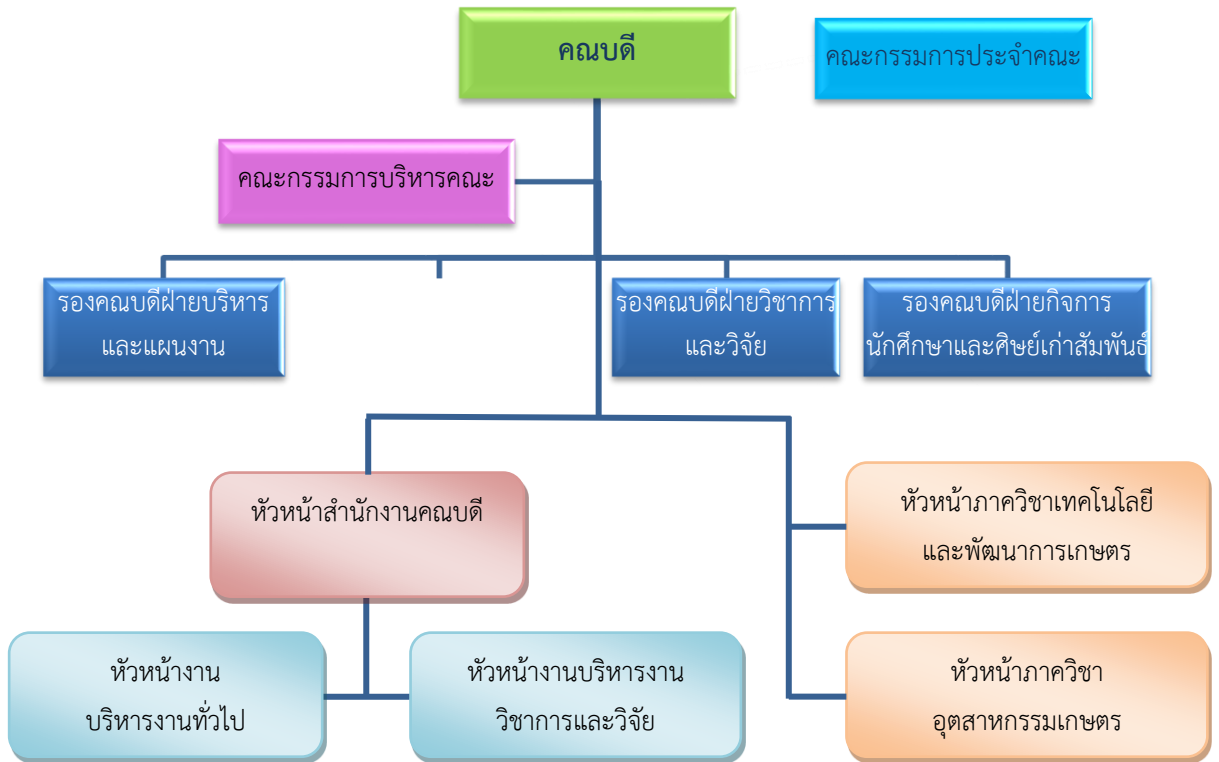 คณบดี
คณะกรรมการประจำคณะ
คณะกรรมการบริหารคณะ
รองคณบดีฝ่ายบริหาร
และแผนงาน
รองคณบดีฝ่ายวิชาการ
และวิจัย
รองคณบดีฝ่ายกิจการ
นักศึกษาและศิษย์เก่าสัมพันธ์
หัวหน้าสำนักงานคณบดี
หัวหน้าภาควิชาเทคโนโลยี
และพัฒนาการเกษตร
หัวหน้างาน
บริหารงานทั่วไป
หัวหน้างานบริหารงาน
วิชาการและวิจัย
หัวหน้าภาควิชา
อุตสาหกรรมเกษตร